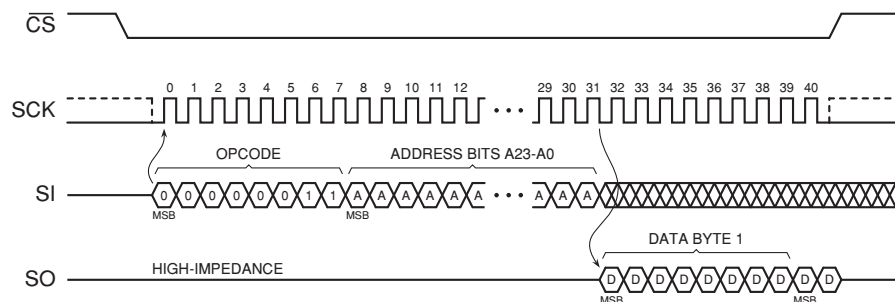 CS
0 1 2 3 4 5 6 7 8 9 10 11 12 29 30 31 32 33 34 35 36 37 38 39 40
SCK
OPCODE ADDRESS BITS A23-A0
SI 0 0 0 0 0 0 1 1 A A A A A A A A A
MSB MSB
DATA BYTE 1
SO HIGH-IMPEDANCE D D D D D D D D D D
MSB MSB